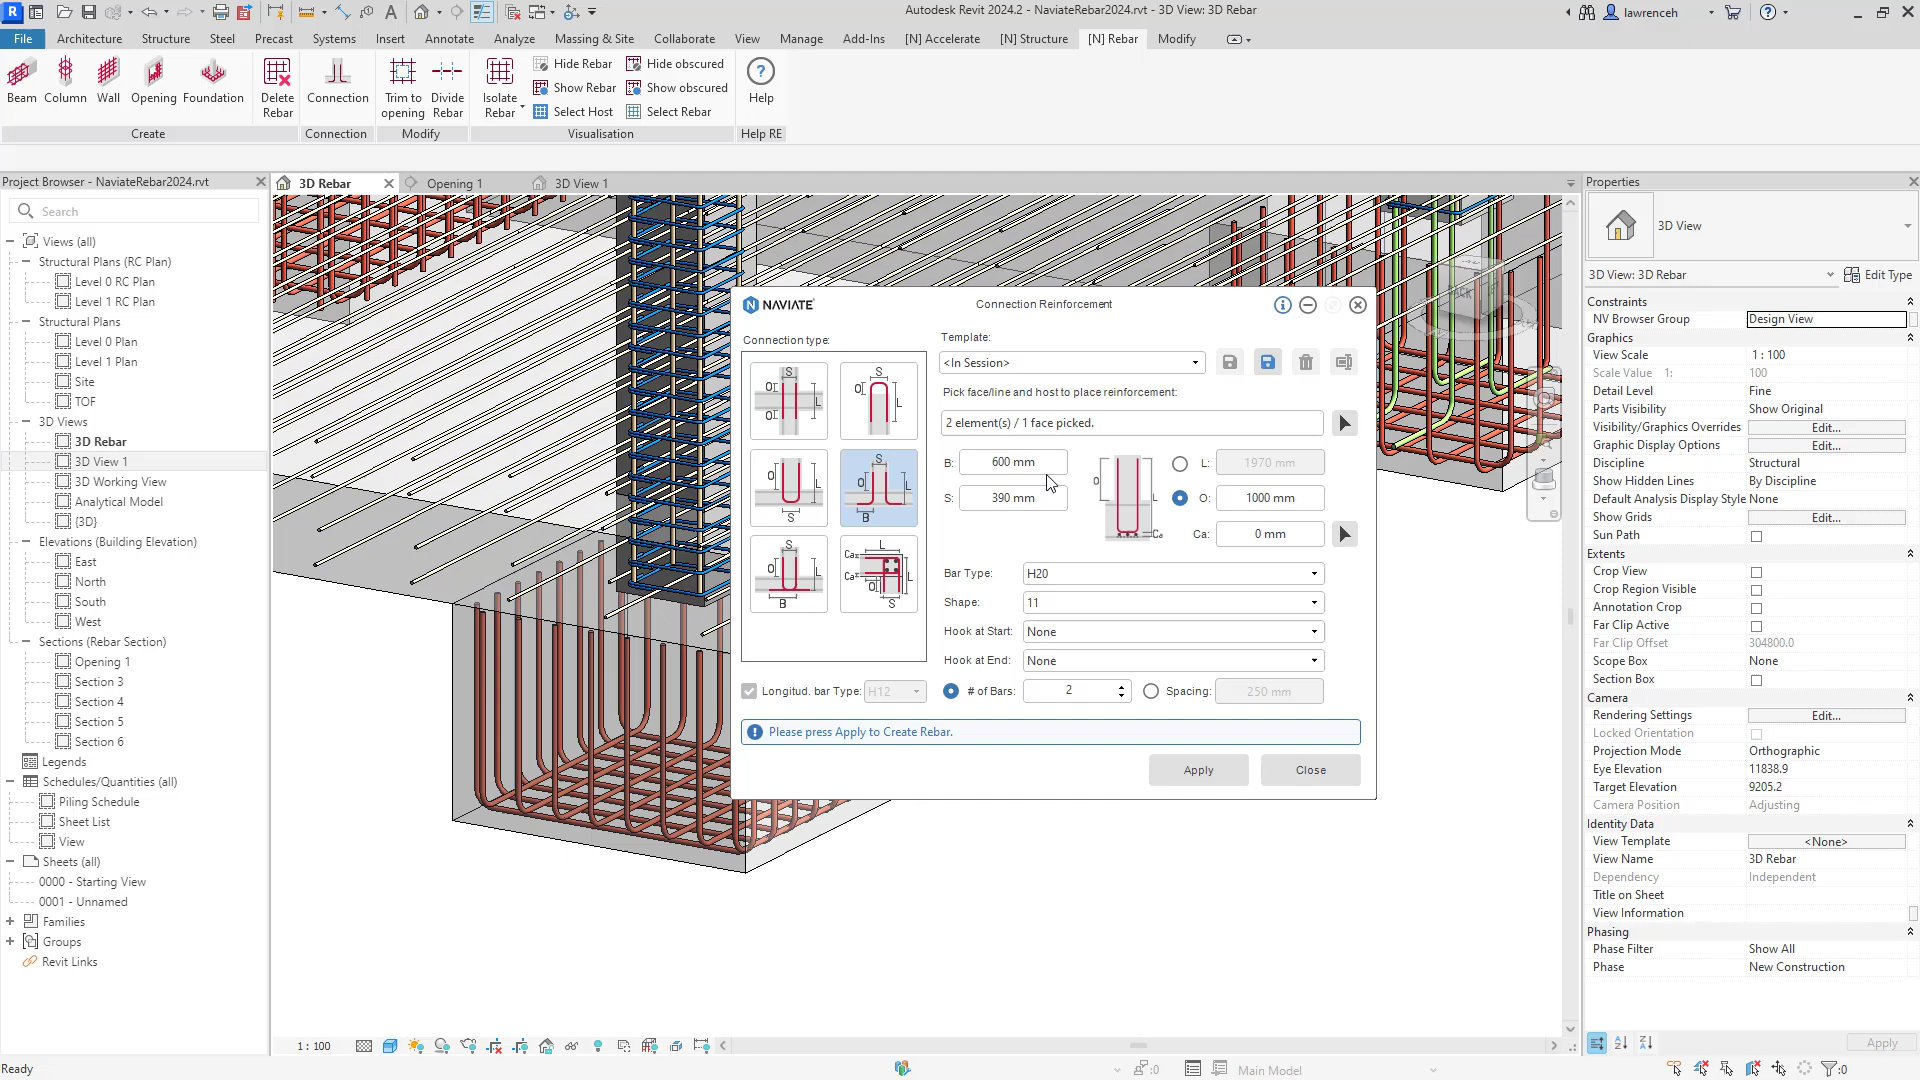 Autodesk Revit 2024.2 - NaviateRebar2024.rvt - 3D View: 3D Rebar
lawrenceh
File Architecture Structure Steel Precast Systems Insert Annotate Analyze Massing & Site Collaborate View Manage Add-Ins [N] Accelerate [N] Structure [N] Rebar Modify
Beam Column Wall Opening Foundation
Delete Rebar
Connection
Trim to opening
Divide Rebar
Isolate Rebar
Hide Rebar
Show Rebar
Select Host
Hide obscured
Show obscured
Select Rebar
Help
Create Connection Modify Visualisation Help RE
Project Browser - NaviateRebar2024.rvt
Search
Views (all)
Structural Plans (RC Plan)
Level 0 RC Plan
Level 1 RC Plan
Structural Plans
Level 0 Plan
Level 1 Plan
Site
TOF
3D Views
3D Rebar
3D View 1
3D Working View
Analytical Model
{3D}
Elevations (Building Elevation)
East
North
South
West
Sections (Rebar Section)
Opening 1
Section 3
Section 4
Section 5
Section 6
Legends
Schedules/Quantities (all)
Piling Schedule
Sheet List
View
Sheets (all)
0000 - Starting View
0001 - Unnamed
Families
Groups
Revit Links
3D Rebar
Opening 1
3D View 1
BACK
NAVIATE
Connection Reinforcement
Connection type:
S O L O
S O L
O L S
S O L B
S O L B
L Ca Ca O L S
Template:
<In Session>
Pick face/line and host to place reinforcement:
2 element(s) / 1 face picked.
B: 600 mm
S: 390 mm
O L Ca
L: 1970 mm
O: 1000 mm
Ca: 0 mm
Bar Type: H20
Shape: 11
Hook at Start: None
Hook at End: None
Longitud. bar Type: H12
# of Bars: 2
Spacing: 250 mm
Please press Apply to Create Rebar.
Apply
Close
Properties
3D View
3D View: 3D Rebar
Edit Type
Constraints
NV Browser Group Design View
Graphics
View Scale 1 : 100
Scale Value 1: 100
Detail Level Fine
Parts Visibility Show Original
Visibility/Graphics Overrides Edit...
Graphic Display Options Edit...
Discipline Structural
Show Hidden Lines By Discipline
Default Analysis Display Style None
Show Grids Edit...
Sun Path
Extents
Crop View
Crop Region Visible
Annotation Crop
Far Clip Active
Far Clip Offset 304800.0
Scope Box None
Section Box
Camera
Rendering Settings Edit...
Locked Orientation
Projection Mode Orthographic
Eye Elevation 11838.9
Target Elevation 9205.2
Camera Position Adjusting
Identity Data
View Template <None>
View Name 3D Rebar
Dependency Independent
Title on Sheet
View Information
Phasing
Phase Filter Show All
Phase New Construction
Apply
1 : 100
Ready
:0
Main Model
:0